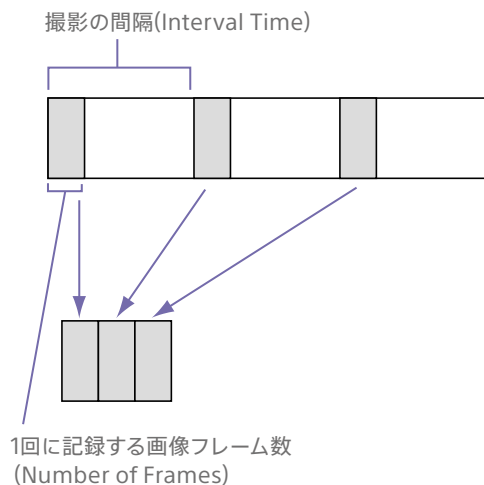 撮影の間隔(Interval Time)
1回に記録する画像フレーム数
(Number of Frames)